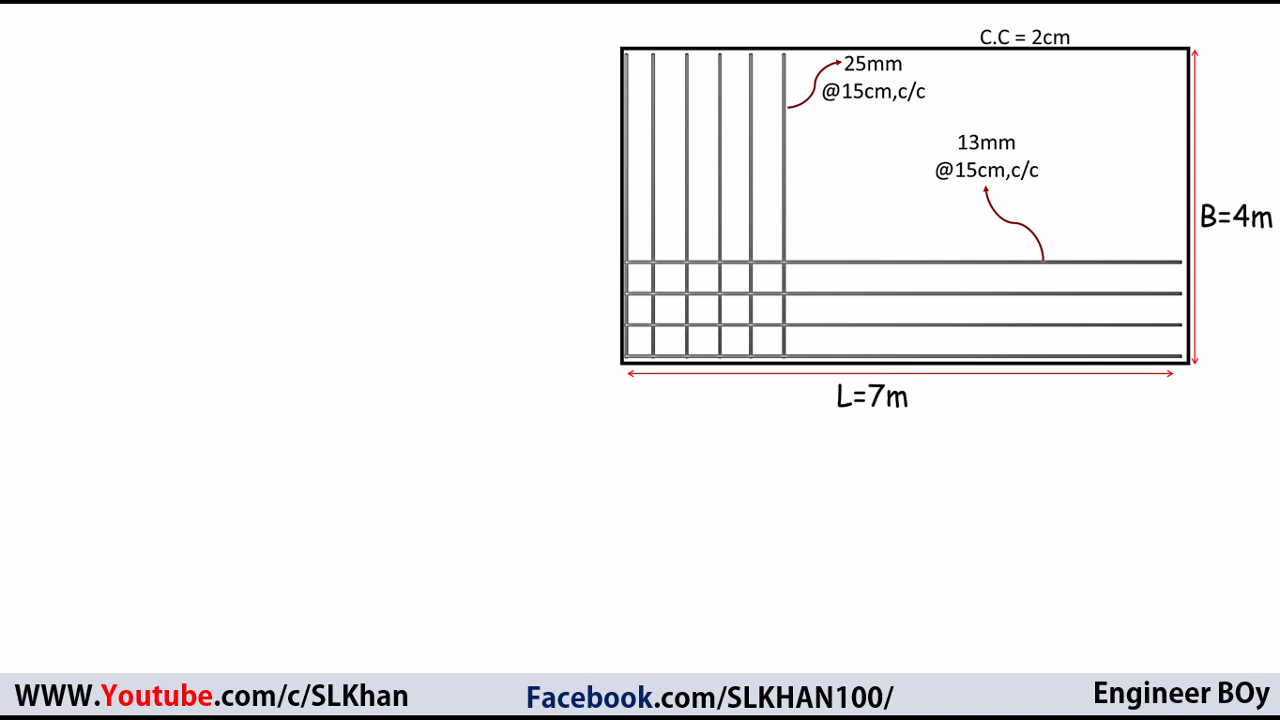 C.C = 2cm
25mm
@15cm,c/c
13mm
@15cm,c/c
B=4m
L=7m
WWW.Youtube.com/c/SLKhan
Facebook.com/SLKHAN100/
Engineer BOy